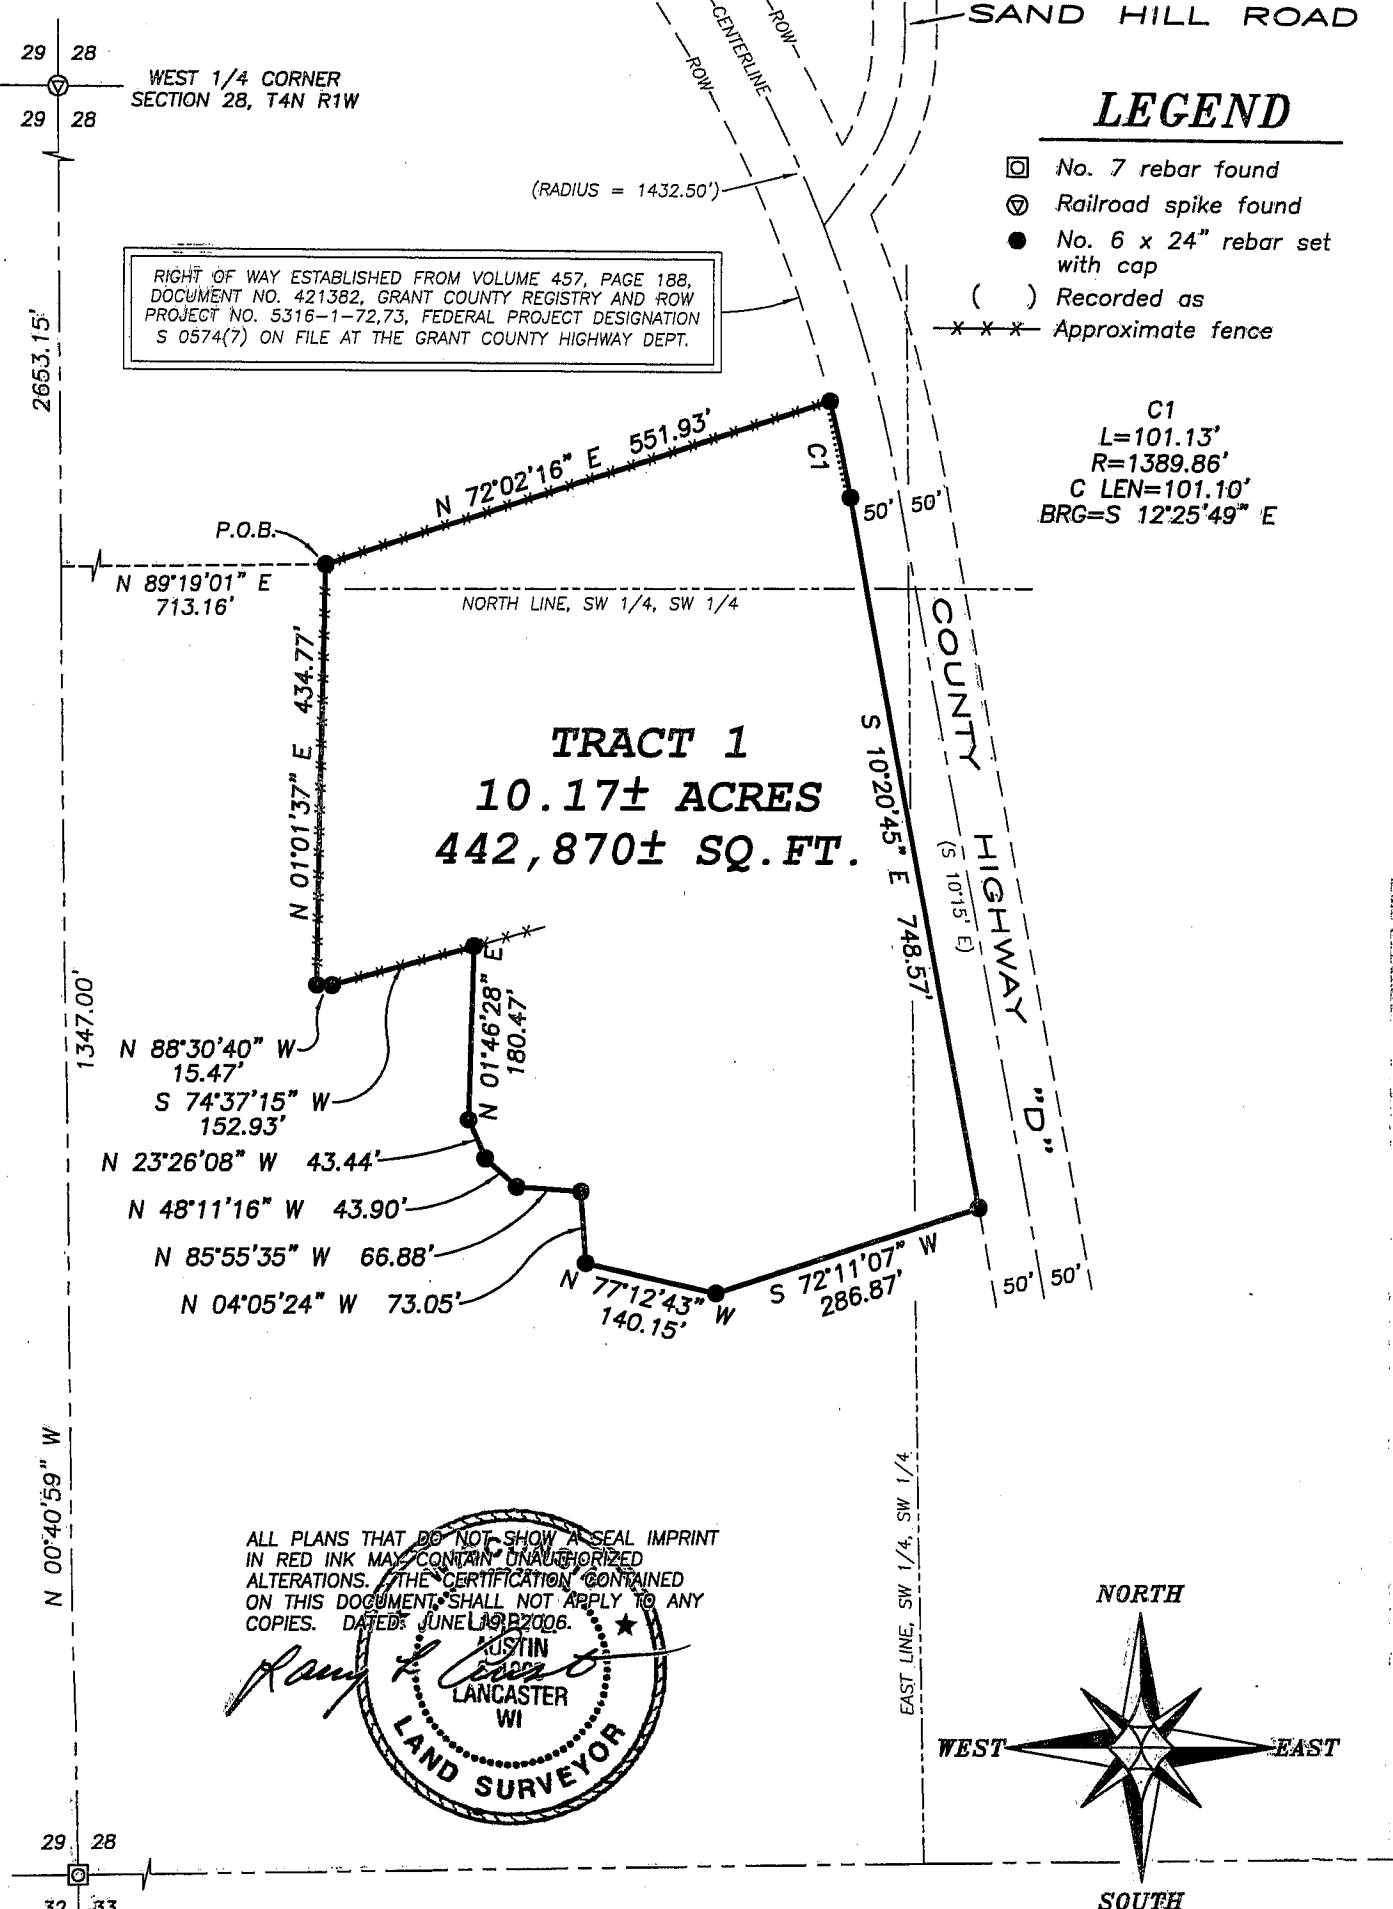 SAND HILL ROAD
ROW
CENTERLINE
ROW
29 28
WEST 1/4 CORNER
SECTION 28, T4N R1W
29 28
LEGEND
No. 7 rebar found
Railroad spike found
No. 6 x 24" rebar set
with cap
( ) Recorded as
Approximate fence
(RADIUS = 1432.50')
RIGHT OF WAY ESTABLISHED FROM VOLUME 457, PAGE 188,
DOCUMENT NO. 421382, GRANT COUNTY REGISTRY AND ROW
PROJECT NO. 5316-1-72,73, FEDERAL PROJECT DESIGNATION
S 0574(7) ON FILE AT THE GRANT COUNTY HIGHWAY DEPT.
2653.15'
C1
L=101.13'
R=1389.86'
C LEN=101.10'
BRG=S 12°25'49" E
N 72°02'16" E 551.93'
C1
50' 50'
P.O.B.
N 89°19'01" E
713.16'
NORTH LINE, SW 1/4, SW 1/4
N 01°01'37" E 434.77'
TRACT 1
10.17± ACRES
442,870± SQ.FT.
S 10°20'45" E 748.57'
(S 10°15' E)
COUNTY HIGHWAY "D"
1347.00'
N 01°46'28" E
180.47'
N 88°30'40" W
15.47'
S 74°37'15" W
152.93'
N 23°26'08" W 43.44'
N 48°11'16" W 43.90'
N 85°55'35" W 66.88'
N 04°05'24" W 73.05'
N 77°12'43" W
140.15'
S 72°11'07" W
286.87'
50' 50'
N 00°40'59" W
EAST LINE, SW 1/4, SW 1/4
ALL PLANS THAT DO NOT SHOW A SEAL IMPRINT
IN RED INK MAY CONTAIN UNAUTHORIZED
ALTERATIONS. THE CERTIFICATION CONTAINED
ON THIS DOCUMENT SHALL NOT APPLY TO ANY
COPIES. DATED: JUNE 19, 2006.
AUSTIN
LANCASTER
WI
LAND SURVEYOR
NORTH
WEST
EAST
SOUTH
29 28
32 33